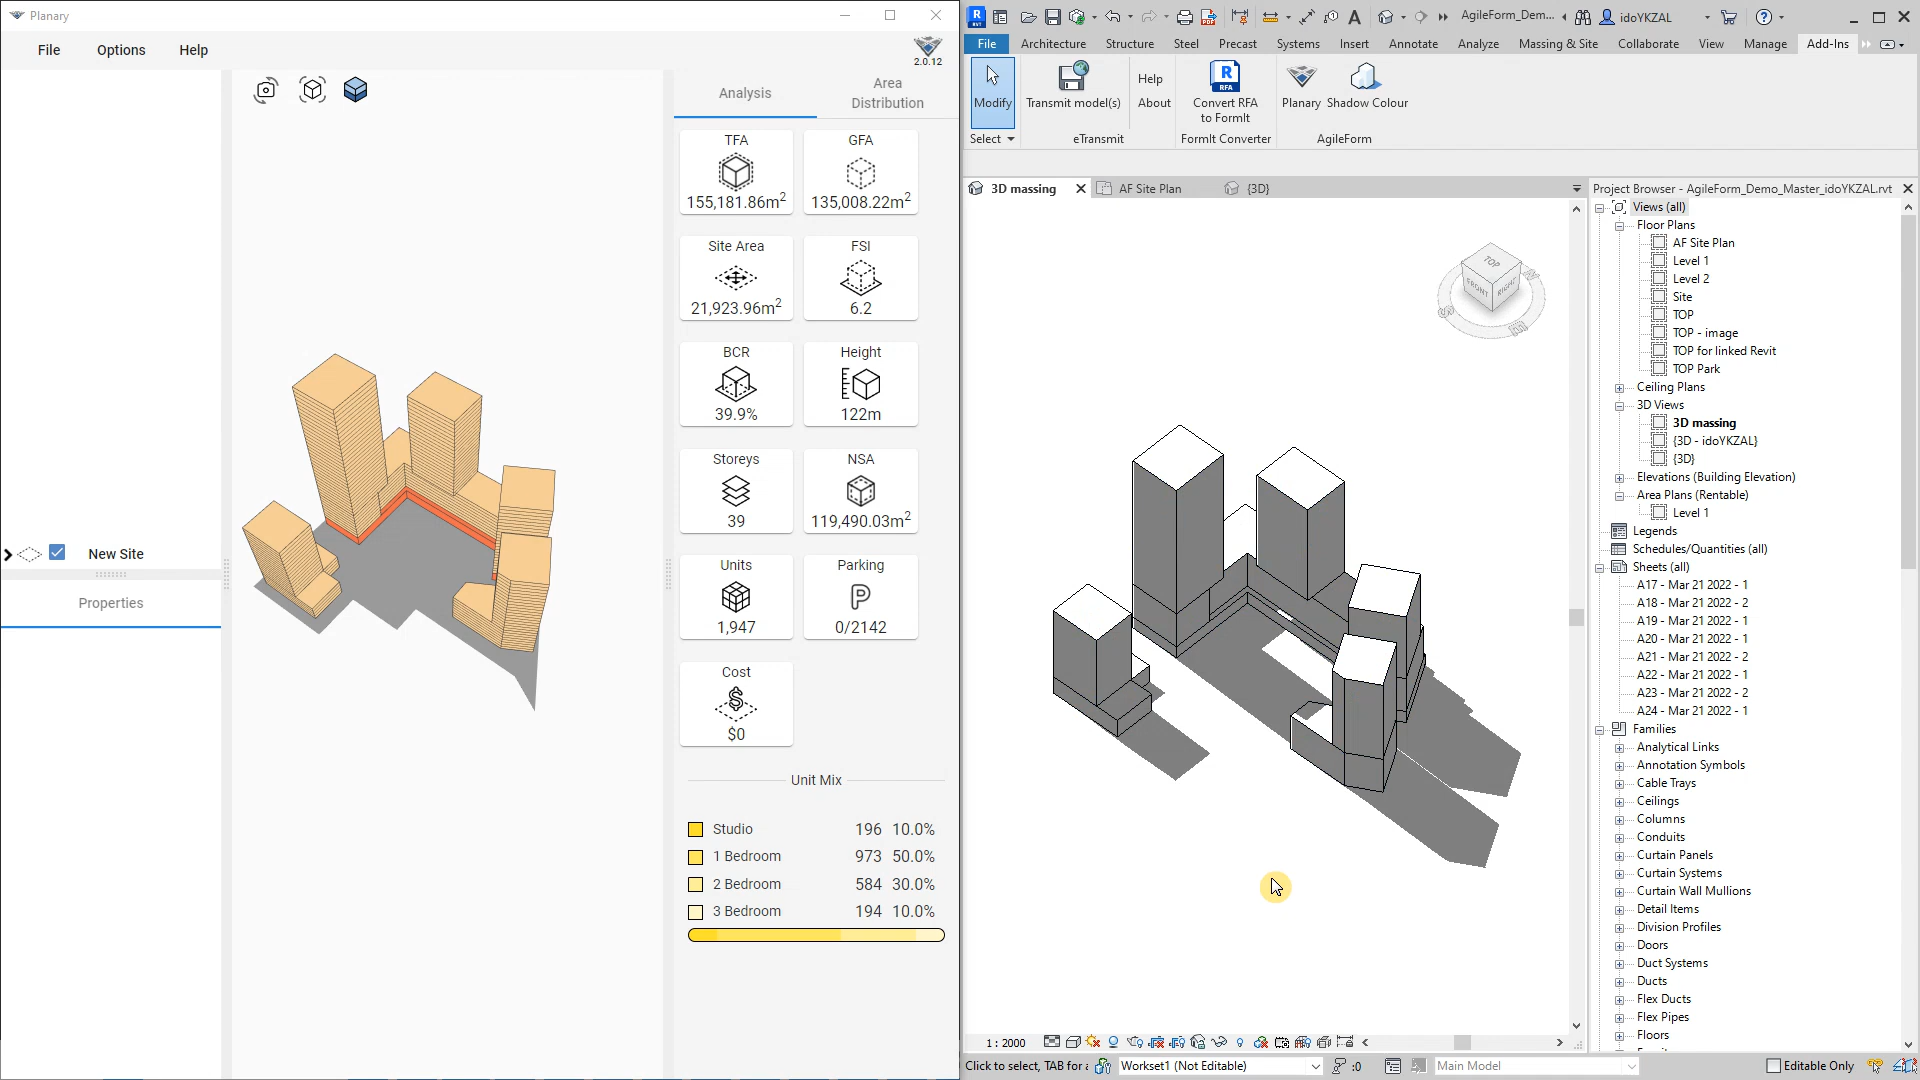 Planary
File
Options
Help
2.0.12
New Site
Properties
Analysis
Area
Distribution
TFA
155,181.86m2
GFA
135,008.22m2
Site Area
21,923.96m2
FSI
6.2
BCR
39.9%
Height
122m
Storeys
39
NSA
119,490.03m2
Units
1,947
Parking
0/2142
Cost
$0
Unit Mix
Studio 196 10.0%
1 Bedroom 973 50.0%
2 Bedroom 584 30.0%
3 Bedroom 194 10.0%
AgileForm_Dem...
idoYKZAL
File
Architecture
Structure
Steel
Precast
Systems
Insert
Annotate
Analyze
Massing & Site
Collaborate
View
Manage
Add-Ins
Modify
Select
Transmit model(s)
Help
About
eTransmit
RFA
Convert RFA
to FormIt
FormIt Converter
Planary
Shadow Colour
AgileForm
3D massing
AF Site Plan
{3D}
TOP
FRONT
RIGHT
S
E
N
1 : 2000
Click to select, TAB for a
Workset1 (Not Editable)
:0
Main Model
Editable Only
Project Browser - AgileForm_Demo_Master_idoYKZAL.rvt
Views (all)
Floor Plans
AF Site Plan
Level 1
Level 2
Site
TOP
TOP - image
TOP for linked Revit
TOP Park
Ceiling Plans
3D Views
3D massing
{3D - idoYKZAL}
{3D}
Elevations (Building Elevation)
Area Plans (Rentable)
Level 1
Legends
Schedules/Quantities (all)
Sheets (all)
A17 - Mar 21 2022 - 1
A18 - Mar 21 2022 - 2
A19 - Mar 21 2022 - 1
A20 - Mar 21 2022 - 1
A21 - Mar 21 2022 - 2
A22 - Mar 21 2022 - 1
A23 - Mar 21 2022 - 2
A24 - Mar 21 2022 - 1
Families
Analytical Links
Annotation Symbols
Cable Trays
Ceilings
Columns
Conduits
Curtain Panels
Curtain Systems
Curtain Wall Mullions
Detail Items
Division Profiles
Doors
Duct Systems
Ducts
Flex Ducts
Flex Pipes
Floors